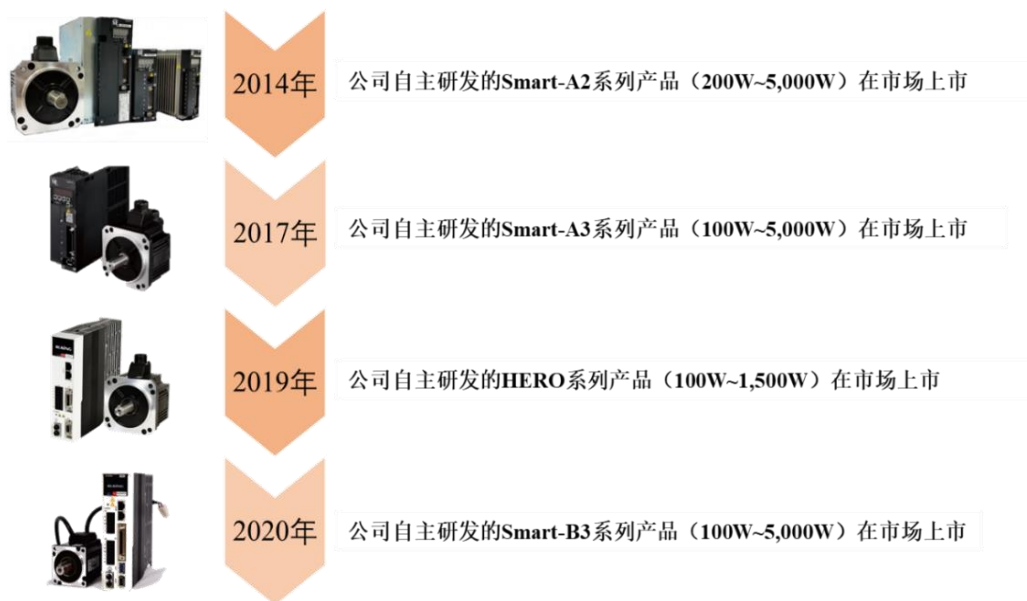 2014年
公司自主研发的Smart-A2系列产品（200W~5,000W）在市场上市
2017年
公司自主研发的Smart-A3系列产品（100W~5,000W）在市场上市
2019年
公司自主研发的HERO系列产品（100W~1,500W）在市场上市
2020年
公司自主研发的Smart-B3系列产品（100W~5,000W）在市场上市